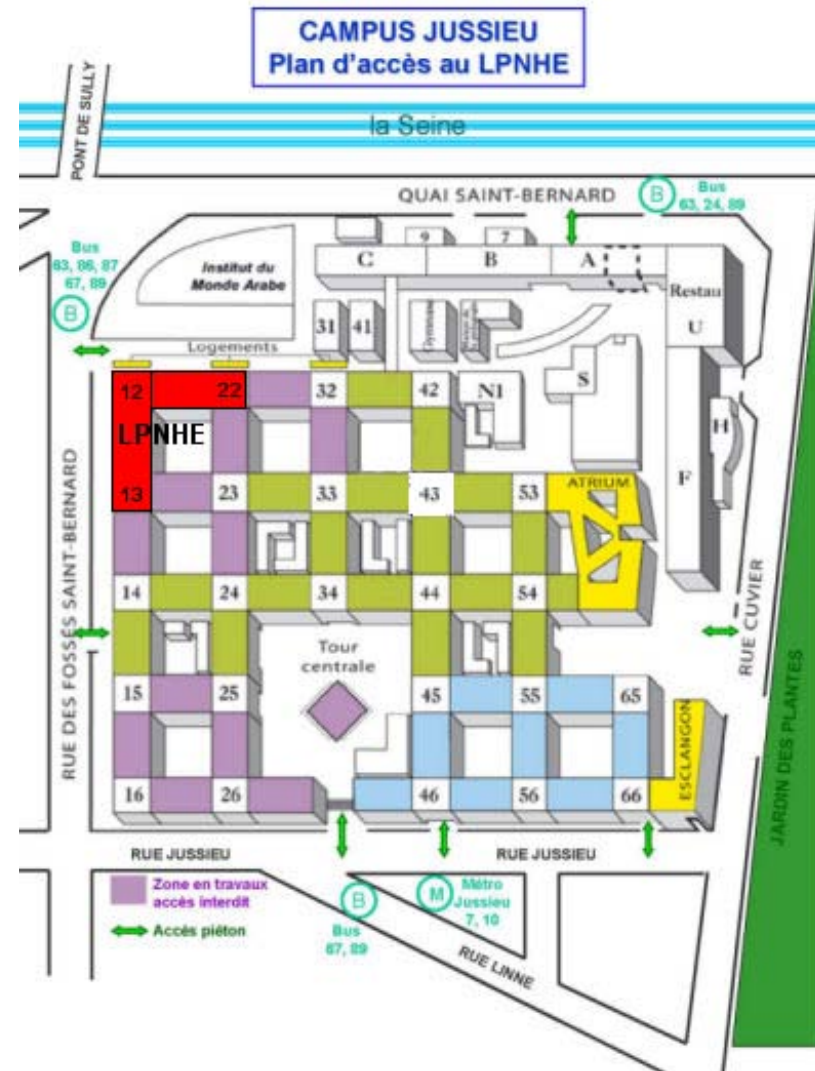 CAMPUS JUSSIEU
Plan d'accès au LPNHE
PONT DE SULLY
la Seine
QUAI SAINT-BERNARD
B
Bus
63, 24, 89
Bus
63, 86, 87
67, 89
B
Institut du
Monde Arabe
9
7
C
B
A
Restau
U
31
41
Gymnase
Logements
12
22
32
42
N1
S
H
F
LPNHE
13
23
33
43
53
ATRIUM
RUE DES FOSSÉS SAINT-BERNARD
14
24
34
44
54
RUE CUVIER
JARDIN DES PLANTES
Tour
centrale
15
25
45
55
65
ESCLANGON
16
26
46
56
66
RUE JUSSIEU
RUE JUSSIEU
Zone en travaux
accès interdit
Accès piéton
B
Bus
67, 89
M
Métro
Jussieu
7, 10
RUE LINNE